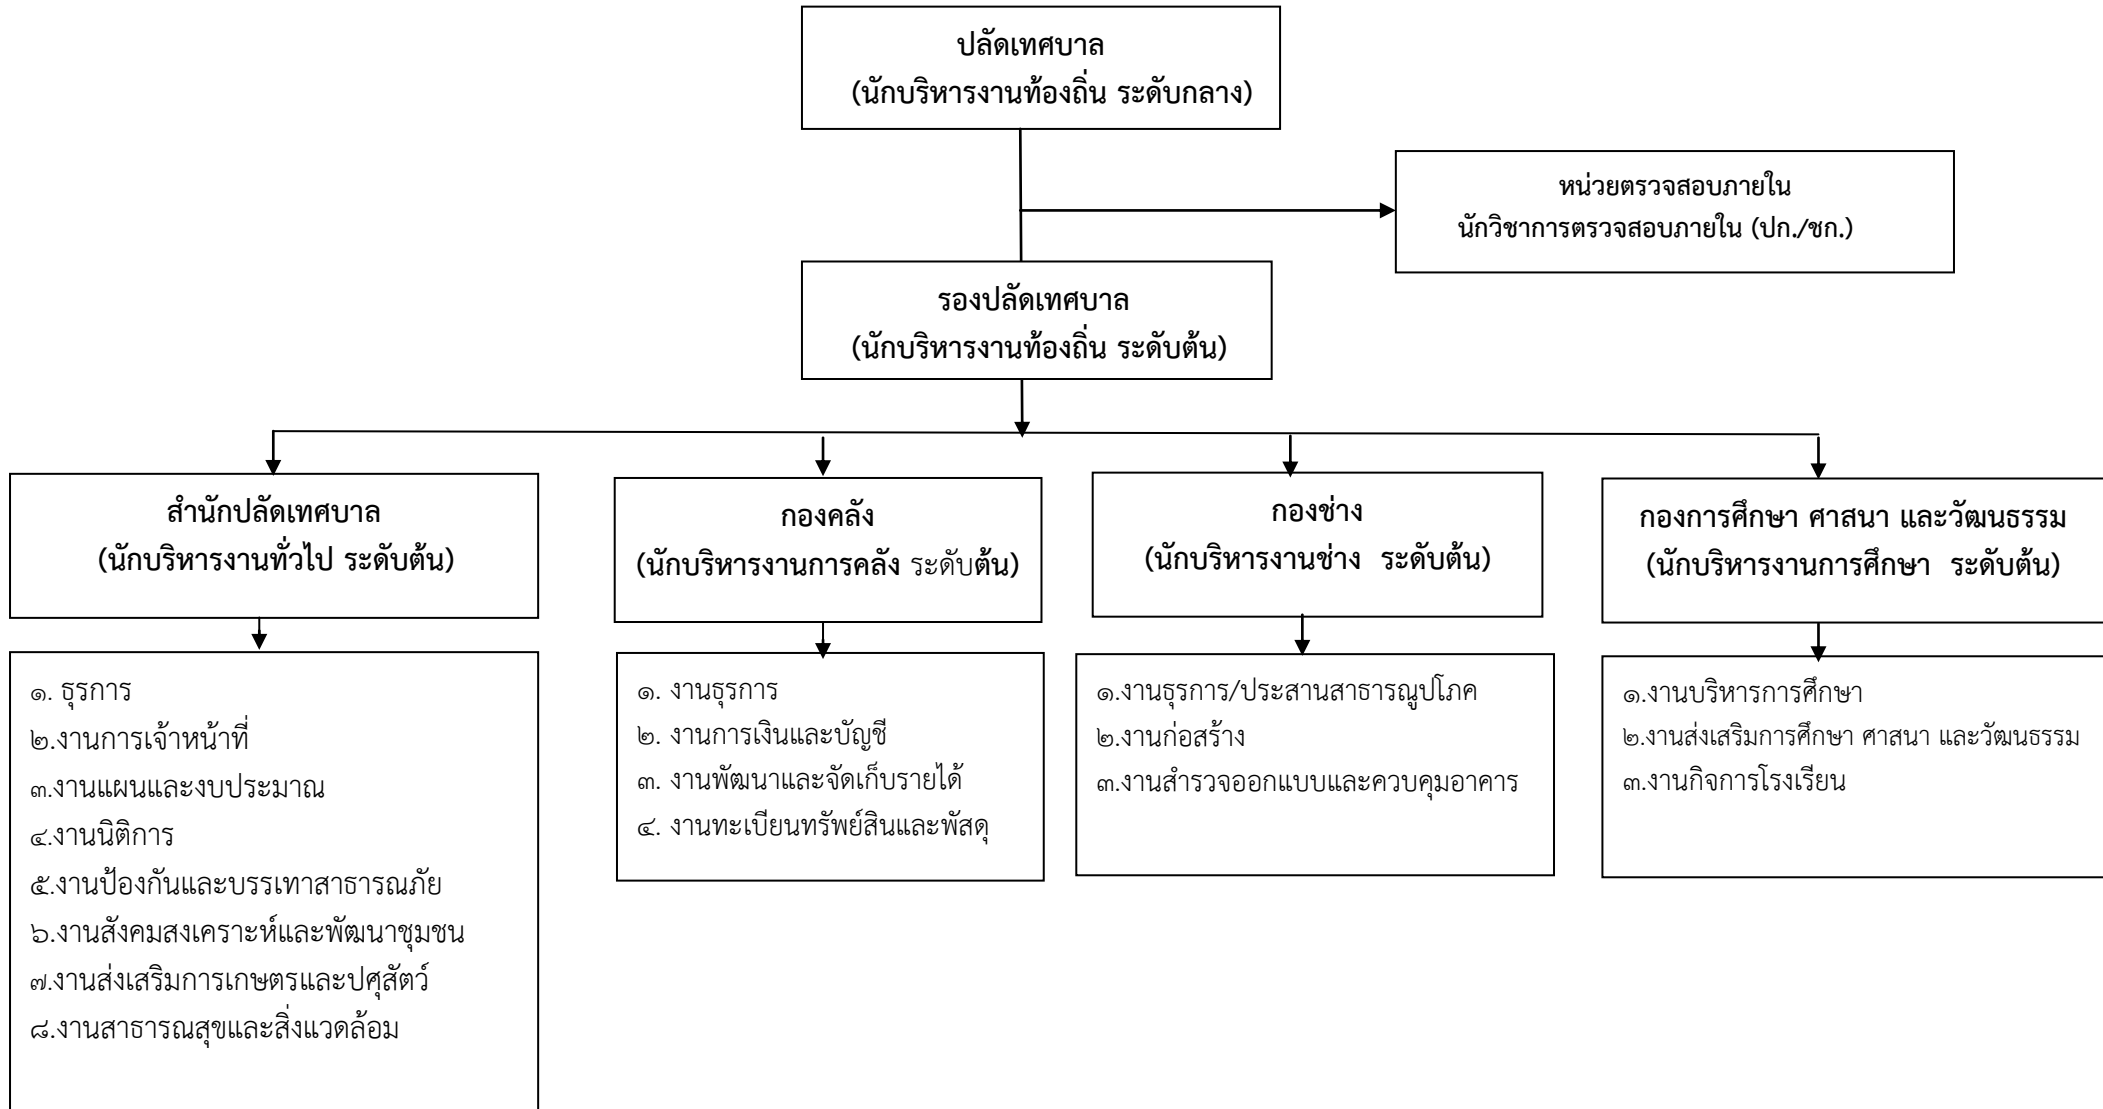 ปลัดเทศบาล
(นักบริหารงานท้องถิ่น ระดับกลาง)
หน่วยตรวจสอบภายใน
นักวิชาการตรวจสอบภายใน (ปก./ชก.)
รองปลัดเทศบาล
(นักบริหารงานท้องถิ่น ระดับต้น)
สำนักปลัดเทศบาล
(นักบริหารงานทั่วไป ระดับต้น)
กองคลัง
(นักบริหารงานการคลัง ระดับต้น)
กองช่าง
(นักบริหารงานช่าง ระดับต้น)
กองการศึกษา ศาสนา และวัฒนธรรม
(นักบริหารงานการศึกษา ระดับต้น)
๑. ธุรการ
๒.งานการเจ้าหน้าที่
๓.งานแผนและงบประมาณ
๔.งานนิติการ
๕.งานป้องกันและบรรเทาสาธารณภัย
๖.งานสังคมสงเคราะห์และพัฒนาชุมชน
๗.งานส่งเสริมการเกษตรและปศุสัตว์
๘.งานสาธารณสุขและสิ่งแวดล้อม
๑. งานธุรการ
๒. งานการเงินและบัญชี
๓. งานพัฒนาและจัดเก็บรายได้
๔. งานทะเบียนทรัพย์สินและพัสดุ
๑.งานธุรการ/ประสานสาธารณูปโภค
๒.งานก่อสร้าง
๓.งานสำรวจออกแบบและควบคุมอาคาร
๑.งานบริหารการศึกษา
๒.งานส่งเสริมการศึกษา ศาสนา และวัฒนธรรม
๓.งานกิจการโรงเรียน